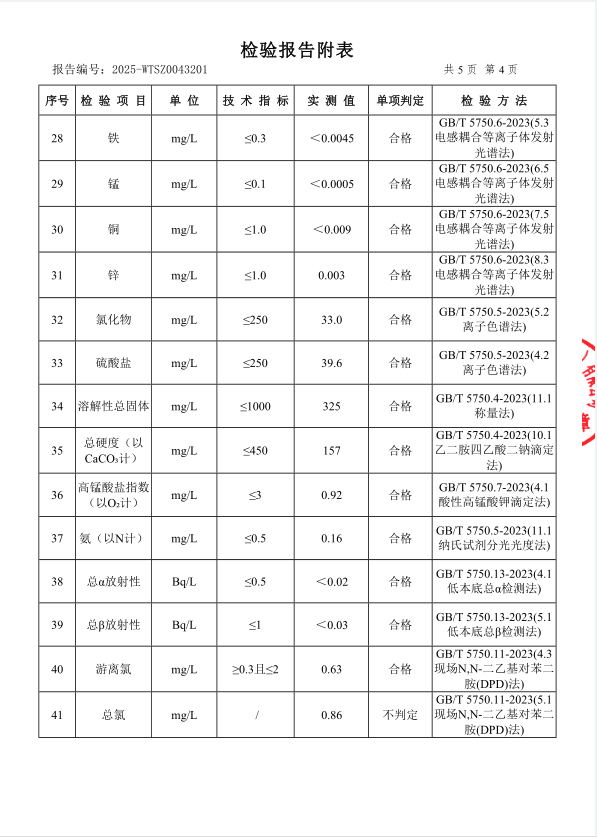 检验报告附表
报告编号：2025-WTSZ0043201 共 5 页 第 4 页
序号 检 验 项 目 单 位 技 术 指 标 实 测 值 单项判定 检 验 方 法
28 铁 mg/L ≤0.3 ＜0.0045 合格 GB/T 5750.6-2023(5.3
电感耦合等离子体发射
光谱法)
29 锰 mg/L ≤0.1 ＜0.0005 合格 GB/T 5750.6-2023(6.5
电感耦合等离子体发射
光谱法)
30 铜 mg/L ≤1.0 ＜0.009 合格 GB/T 5750.6-2023(7.5
电感耦合等离子体发射
光谱法)
31 锌 mg/L ≤1.0 0.003 合格 GB/T 5750.6-2023(8.3
电感耦合等离子体发射
光谱法)
32 氯化物 mg/L ≤250 33.0 合格 GB/T 5750.5-2023(5.2
离子色谱法)
33 硫酸盐 mg/L ≤250 39.6 合格 GB/T 5750.5-2023(4.2
离子色谱法)
34 溶解性总固体 mg/L ≤1000 325 合格 GB/T 5750.4-2023(11.1
称量法)
35 总硬度（以
CaCO₃计） mg/L ≤450 157 合格 GB/T 5750.4-2023(10.1
乙二胺四乙酸二钠滴定
法)
36 高锰酸盐指数
（以O₂计） mg/L ≤3 0.92 合格 GB/T 5750.7-2023(4.1
酸性高锰酸钾滴定法)
37 氨（以N计） mg/L ≤0.5 0.16 合格 GB/T 5750.5-2023(11.1
纳氏试剂分光光度法)
38 总α放射性 Bq/L ≤0.5 ＜0.02 合格 GB/T 5750.13-2023(4.1
低本底总α检测法)
39 总β放射性 Bq/L ≤1 ＜0.03 合格 GB/T 5750.13-2023(5.1
低本底总β检测法)
40 游离氯 mg/L ≥0.3且≤2 0.63 合格 GB/T 5750.11-2023(4.3
现场N,N-二乙基对苯二
胺(DPD)法)
41 总氯 mg/L / 0.86 不判定 GB/T 5750.11-2023(5.1
现场N,N-二乙基对苯二
胺(DPD)法)